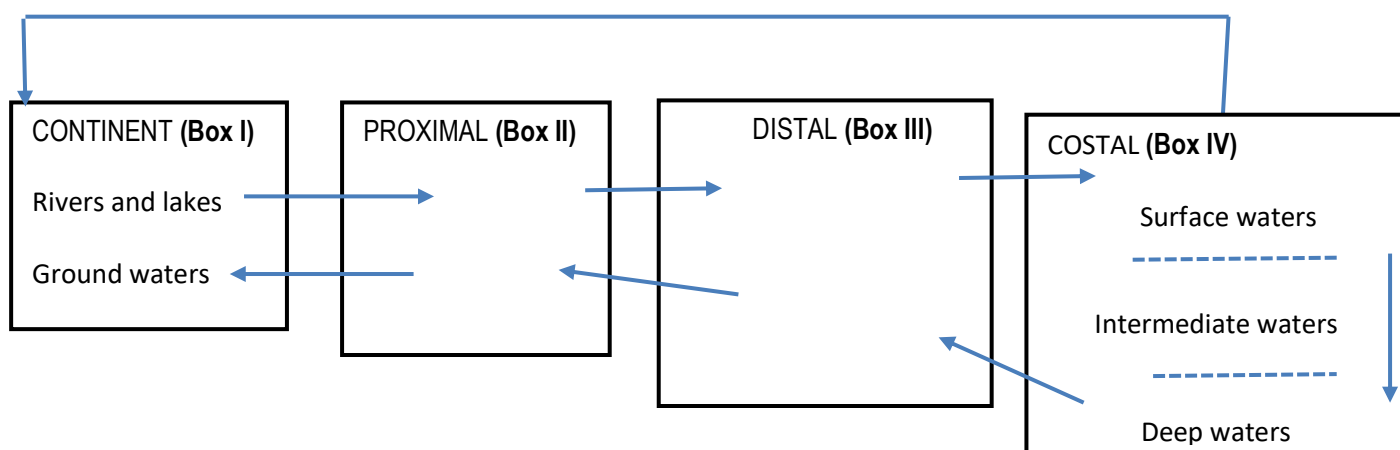 CONTINENT (Box I)
Rivers and lakes
Ground waters
PROXIMAL (Box II)
DISTAL (Box III)
COSTAL (Box IV)
Surface waters
Intermediate waters
Deep waters